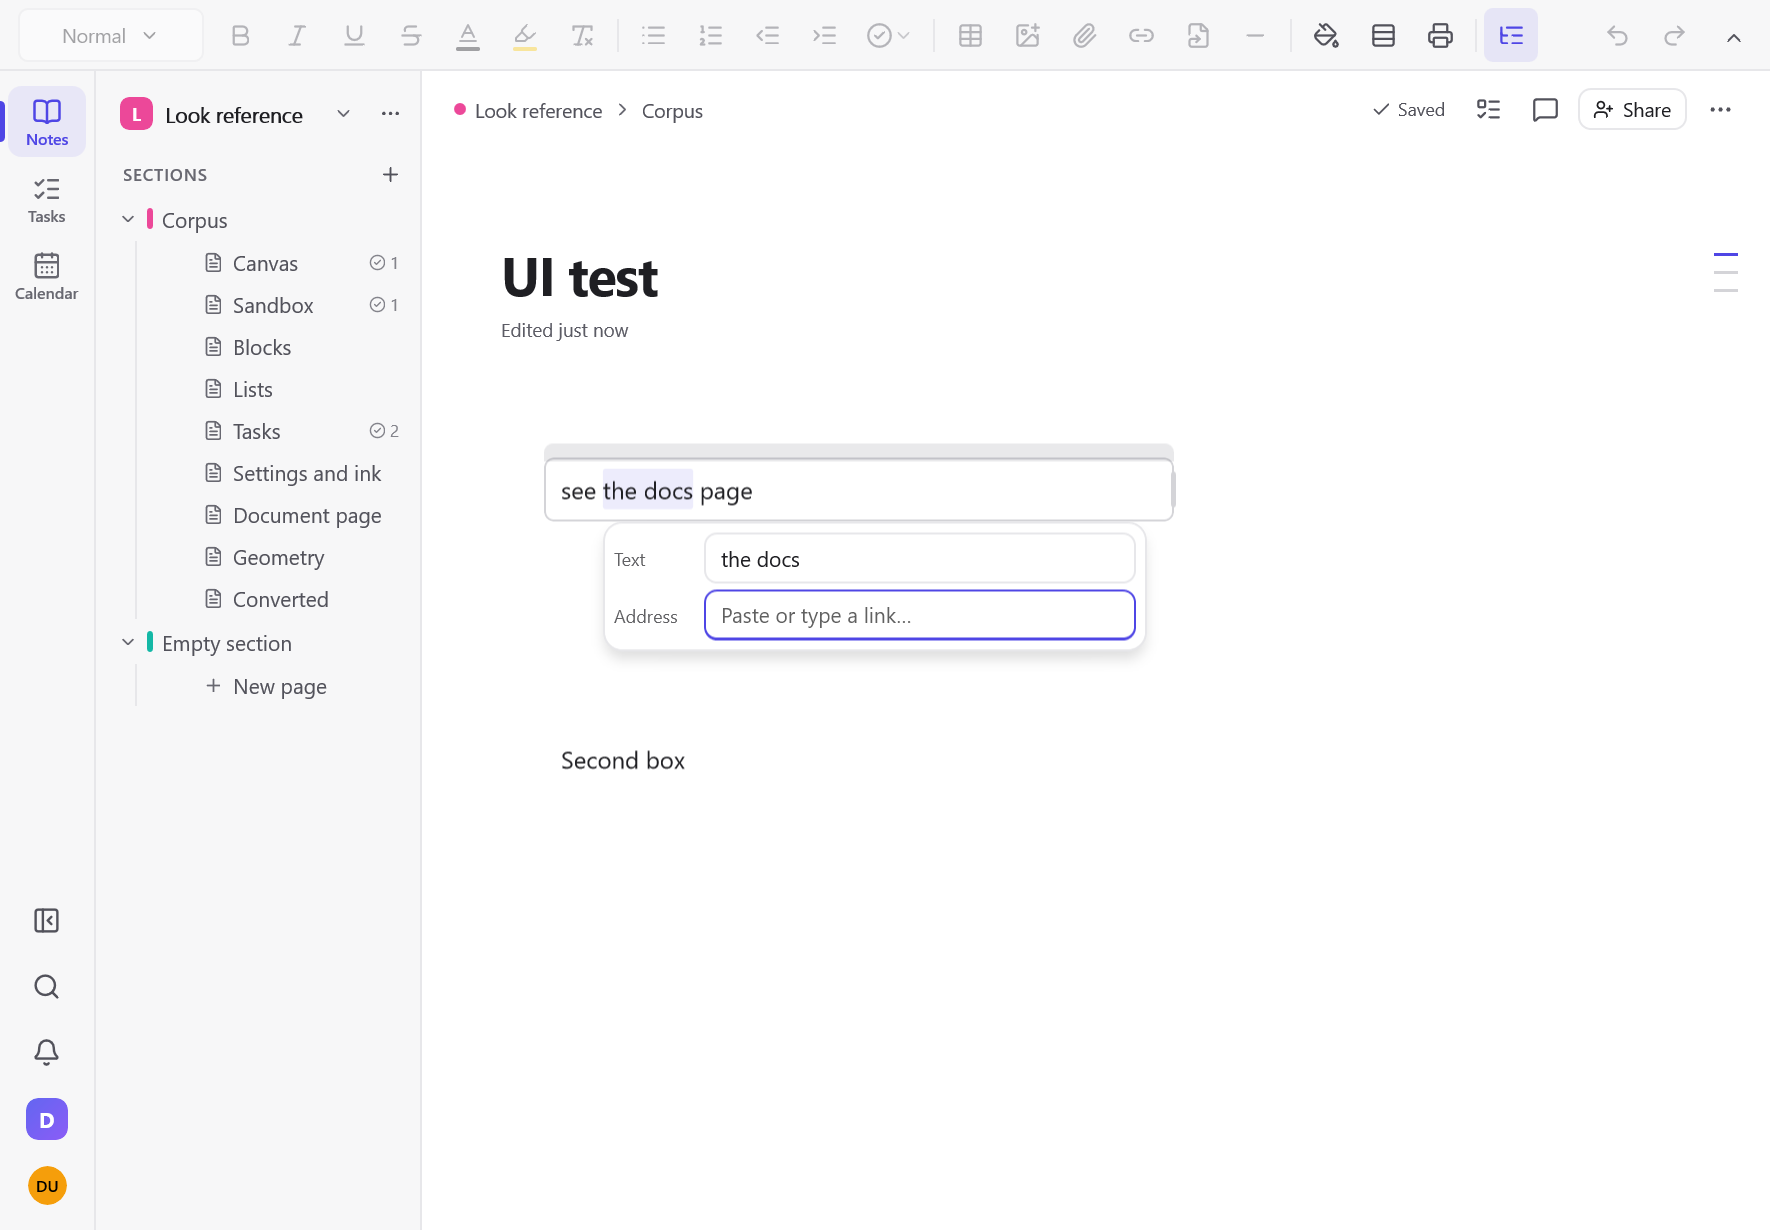 Normal
Notes
Tasks
Calendar
L Look reference
SECTIONS
Corpus
Canvas 1
Sandbox 1
Blocks
Lists
Tasks 2
Settings and ink
Document page
Geometry
Converted
Empty section
New page
D
DU
Look reference > Corpus
Saved
Share
UI test
Edited just now
see the docs page
Text the docs
Address Paste or type a link...
Second box